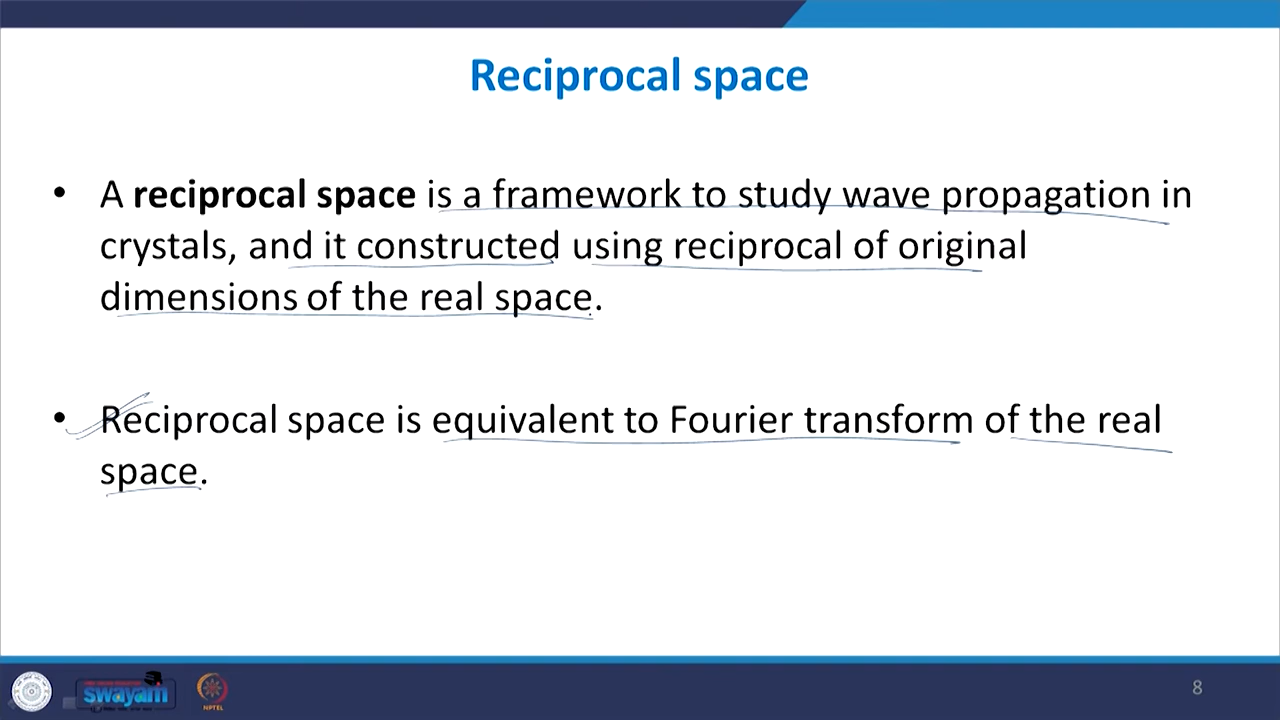 Reciprocal space
• A reciprocal space is a framework to study wave propagation in
crystals, and it constructed using reciprocal of original
dimensions of the real space.
• Reciprocal space is equivalent to Fourier transform of the real
space.
swayam
NPTEL
8